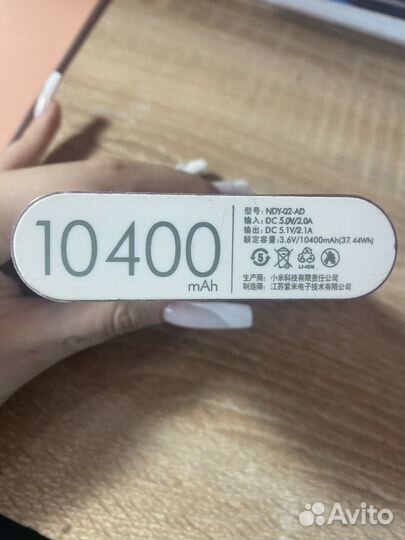 10400
mAh
型号: NDY-02-AD
输入: DC 5.0V/2.0A
输出: DC 5.1V/2.1A
额定容量: 3.6V/10400mAh(37.44Wh)
5
LI-ION
生产商: 小米科技有限责任公司
制造商: 江苏紫米电子技术有限公司
Avito